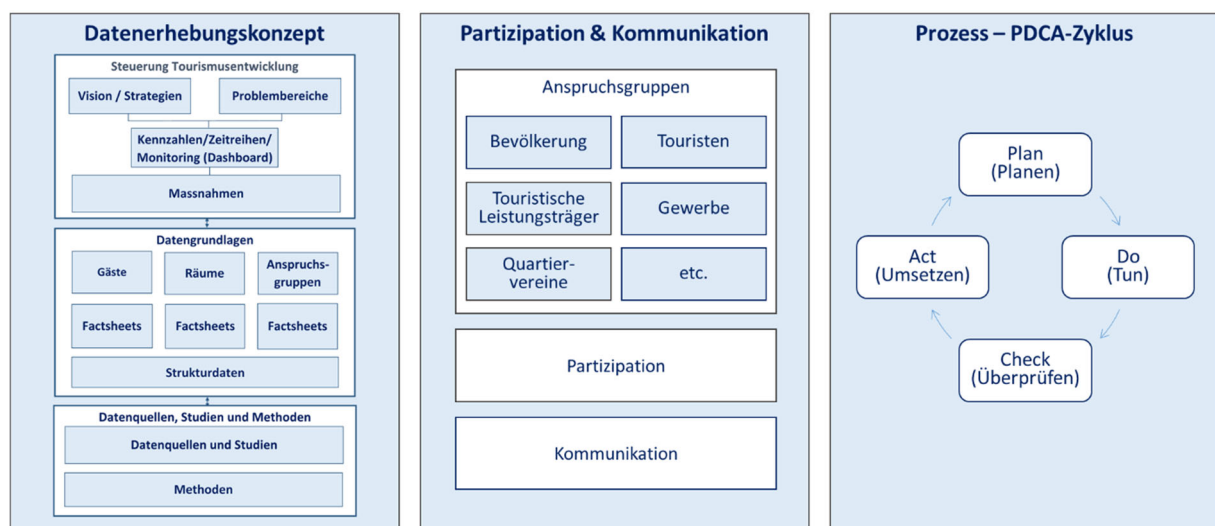 Datenerhebungskonzept
Steuerung Tourismusentwicklung
Vision / Strategien
Problembereiche
Kennzahlen/Zeitreihen/
Monitoring (Dashboard)
Massnahmen
Datengrundlagen
Gäste
Räume
Anspruchs-
gruppen
Factsheets
Factsheets
Factsheets
Strukturdaten
Datenquellen, Studien und Methoden
Datenquellen und Studien
Methoden
Partizipation & Kommunikation
Anspruchsgruppen
Bevölkerung
Touristen
Touristische
Leistungsträger
Gewerbe
Quartier-
vereine
etc.
Partizipation
Kommunikation
Prozess – PDCA-Zyklus
Plan
(Planen)
Do
(Tun)
Check
(Überprüfen)
Act
(Umsetzen)